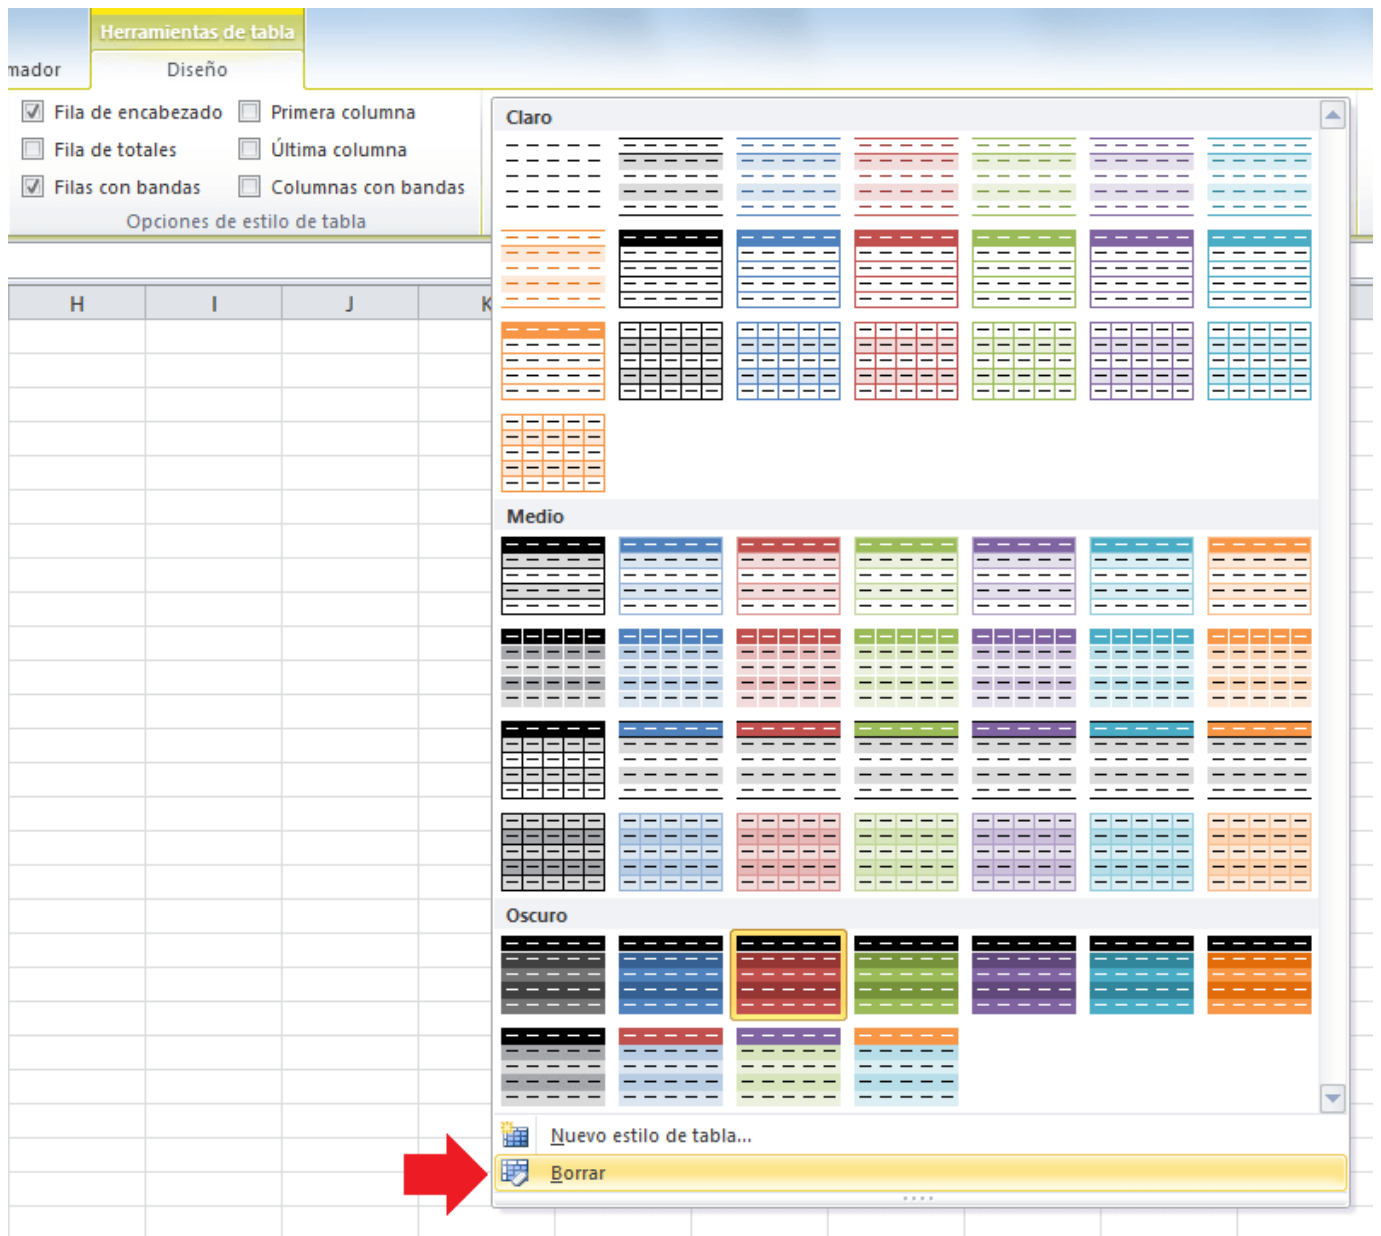 Herramientas de tabla
mador
Diseño
Fila de encabezado
Primera columna
Fila de totales
Última columna
Filas con bandas
Columnas con bandas
Opciones de estilo de tabla
H
I
J
K
Claro
Medio
Oscuro
Nuevo estilo de tabla...
Borrar